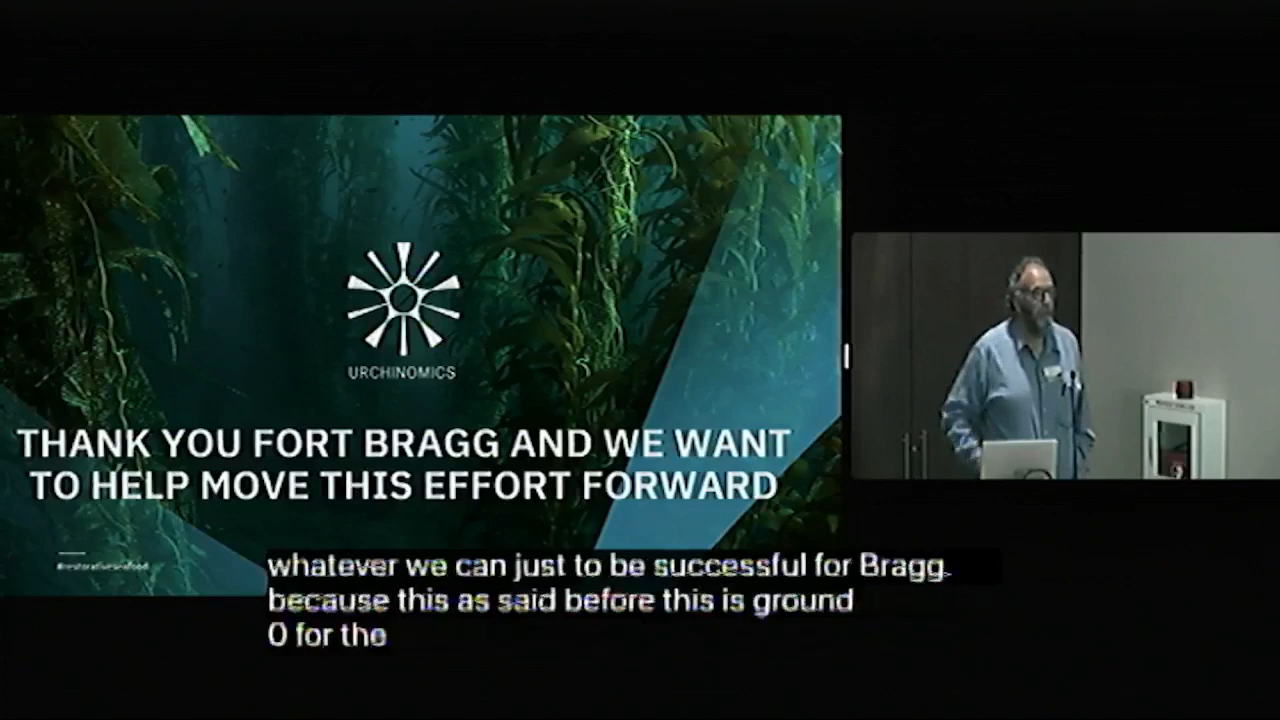 URCHINOMICS
THANK YOU FORT BRAGG AND WE WANT
TO HELP MOVE THIS EFFORT FORWARD
#restorativeseafood
whatever we can just to be successful for Bragg.
because this as said before this is ground
0 for the